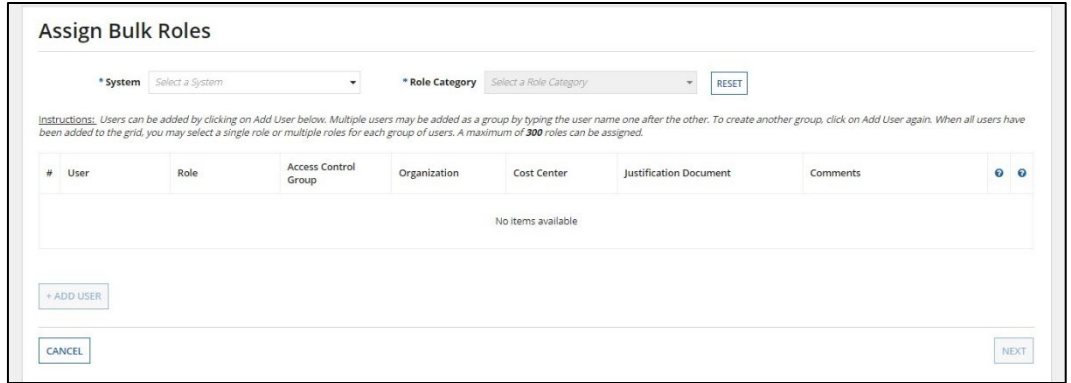 Assign Bulk Roles
* System Select a System * Role Category Select a Role Category RESET
Instructions: Users can be added by clicking on Add User below. Multiple users may be added as a group by typing the user name one after the other. To create another group, click on Add User again. When all users have
been added to the grid, you may select a single role or multiple roles for each group of users. A maximum of 300 roles can be assigned.
# User Role Access Control Group Organization Cost Center Justification Document Comments ? ?
No items available
+ ADD USER
CANCEL NEXT